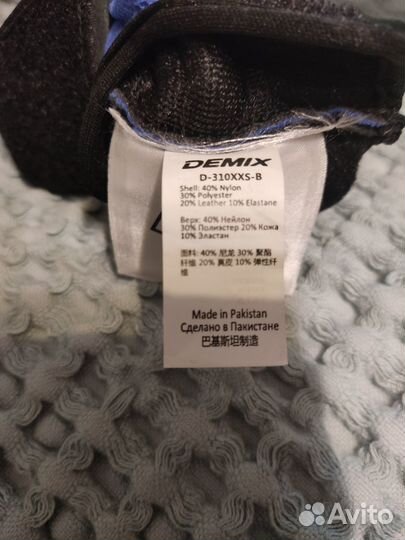 DEMIX
D-310XXS-B
Shell: 40% Nylon
30% Polyester
20% Leather 10% Elastane
Верх: 40% Нейлон
30% Полиэстер 20% Кожа
10% Эластан
面料: 40% 尼龙 30% 聚酯
纤维 20% 真皮 10% 弹性纤
维
Made in Pakistan
Сделано в Пакистане
巴基斯坦制造
Avito